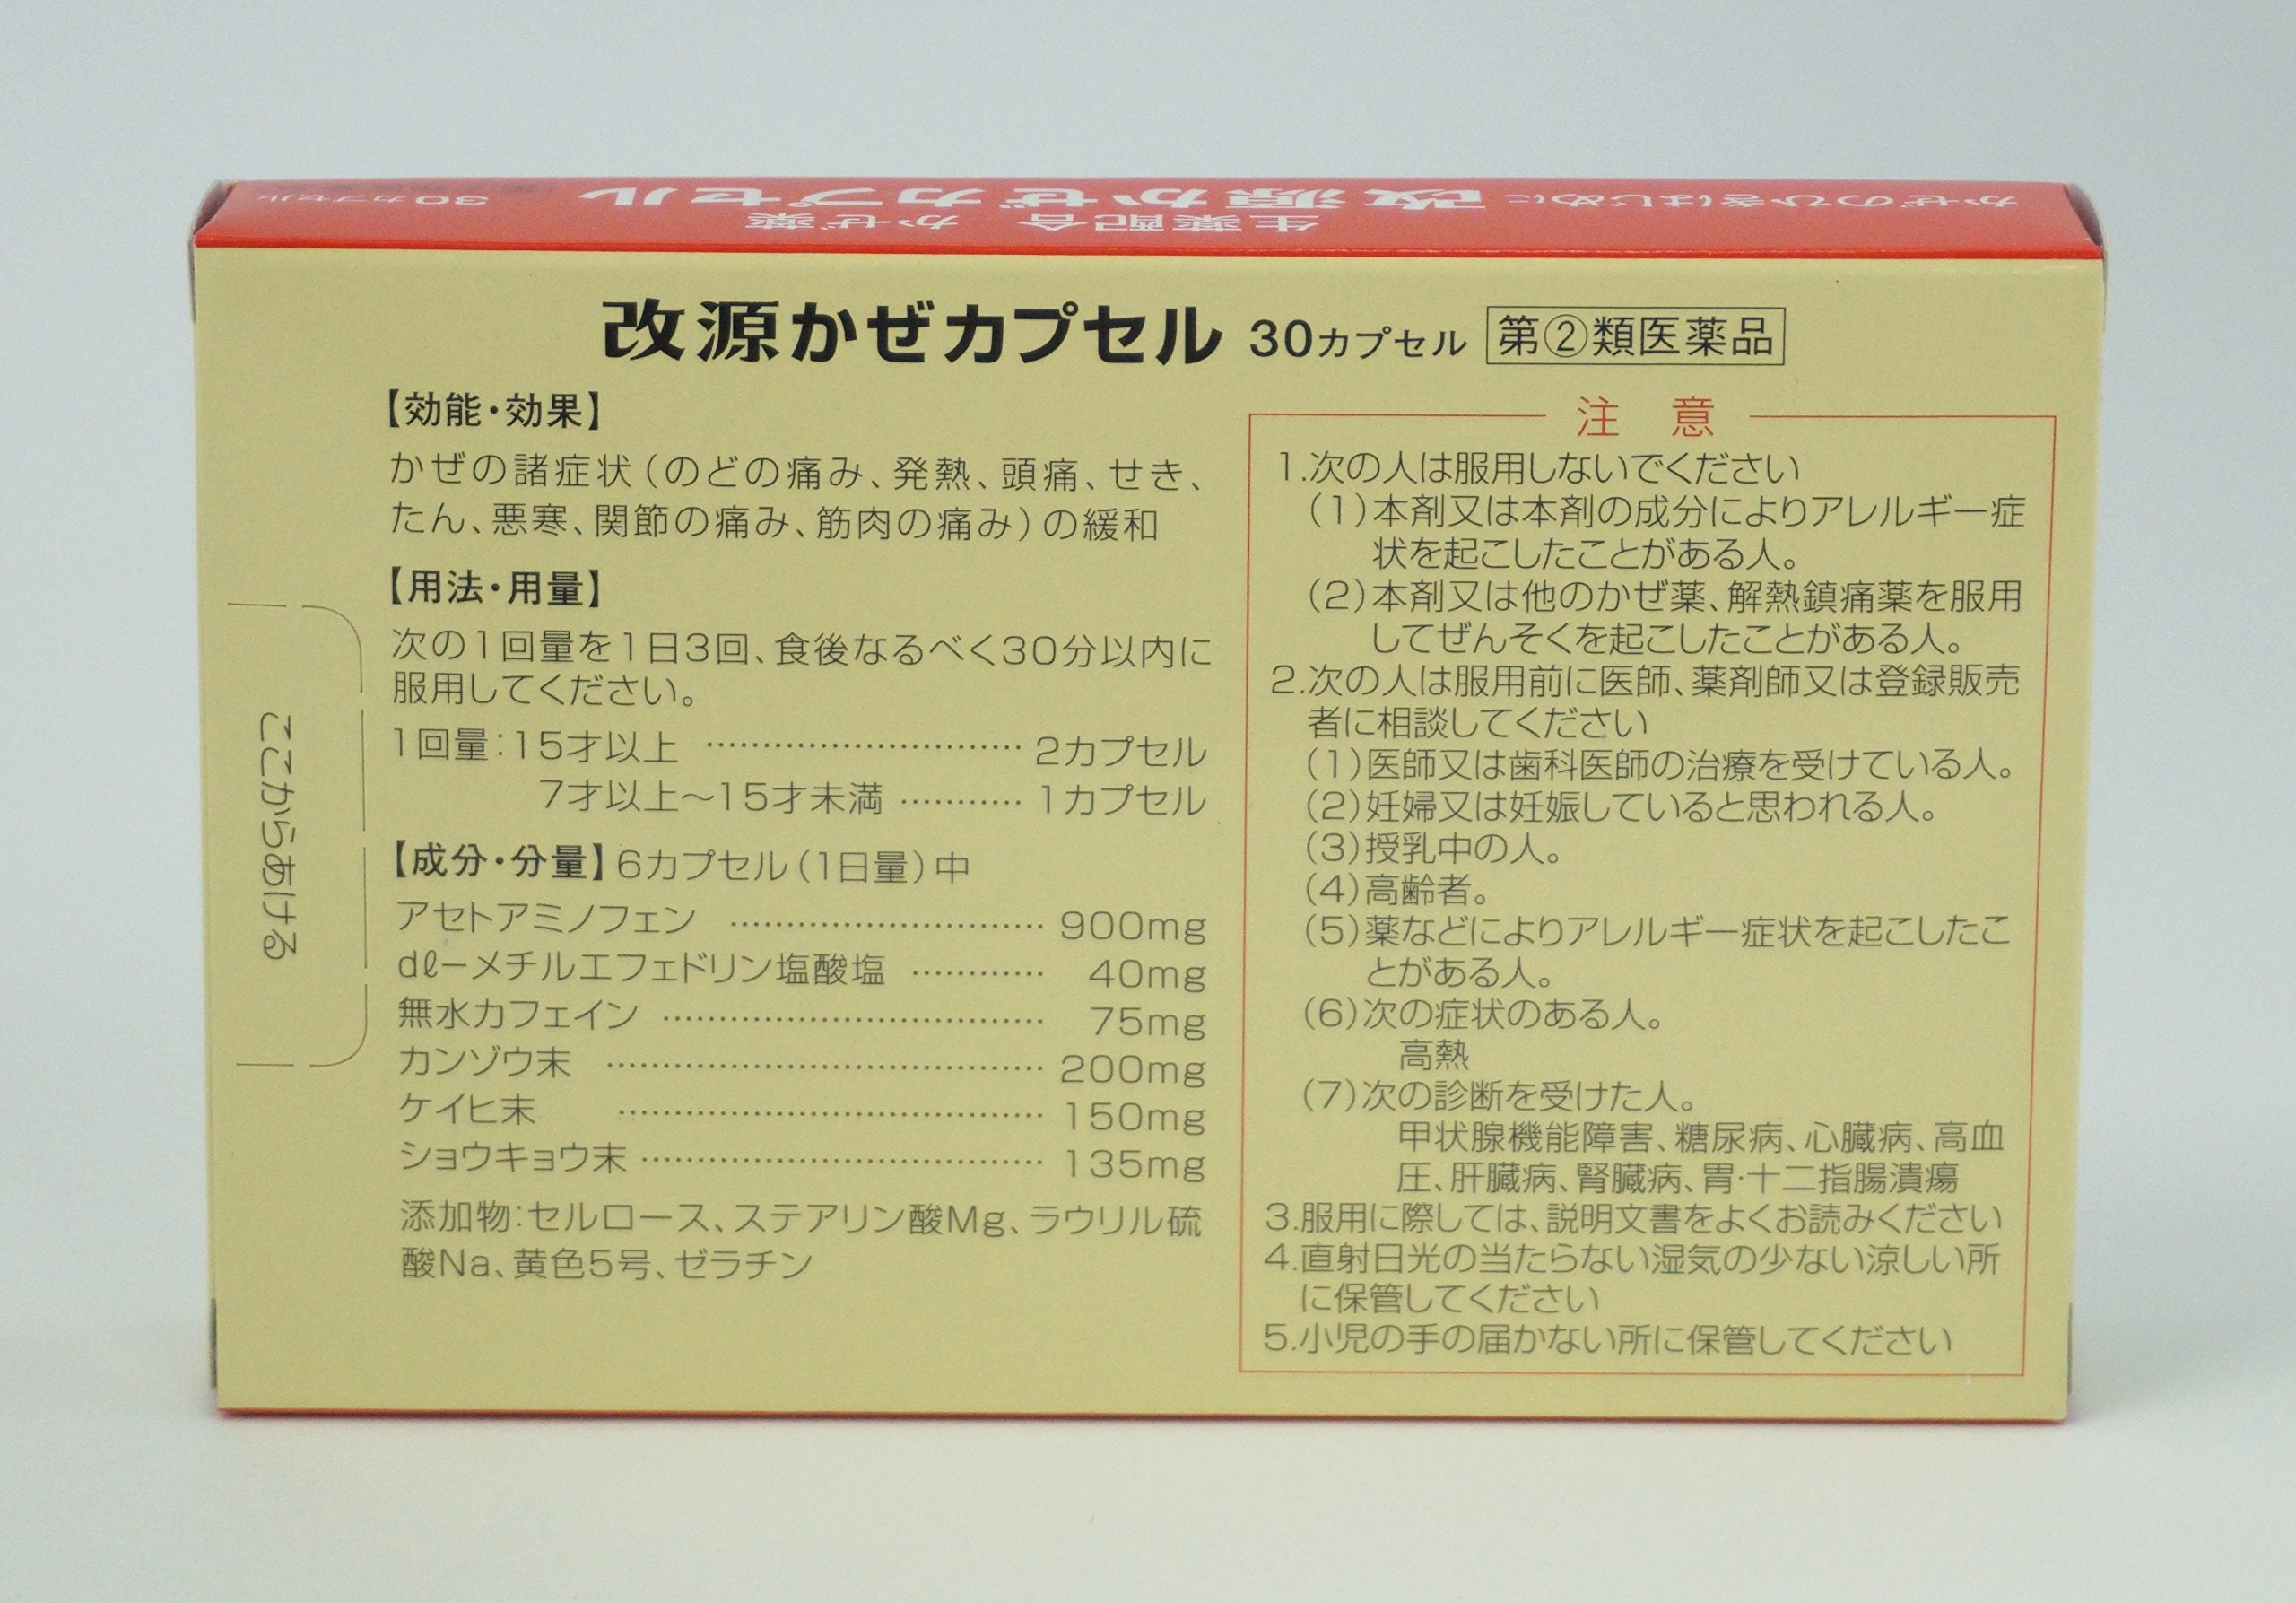 かぜのひきはじめに 改源かぜカプセル 30カプセル
生薬配合 かぜ薬
改源かぜカプセル 30カプセル 第②類医薬品
【効能・効果】
かぜの諸症状(のどの痛み、発熱、頭痛、せき、
たん、悪寒、関節の痛み、筋肉の痛み)の緩和
【用法・用量】
次の1回量を1日3回、食後なるべく30分以内に
服用してください。
1回量:15才以上 ………………………… 2カプセル
7才以上〜15才未満 ………… 1カプセル
【成分・分量】6カプセル(1日量)中
アセトアミノフェン ………………………… 900mg
dℓーメチルエフェドリン塩酸塩 ………… 40mg
無水カフェイン ……………………………… 75mg
カンゾウ末 …………………………………… 200mg
ケイヒ末 …………………………………… 150mg
ショウキョウ末 ………………………………… 135mg
添加物:セルロース、ステアリン酸Mg、ラウリル硫
酸Na、黄色5号、ゼラチン
ここからあける
注 意
1.次の人は服用しないでください
(1)本剤又は本剤の成分によりアレルギー症
状を起こしたことがある人。
(2)本剤又は他のかぜ薬、解熱鎮痛薬を服用
してぜんそくを起こしたことがある人。
2.次の人は服用前に医師、薬剤師又は登録販売
者に相談してください
(1)医師又は歯科医師の治療を受けている人。
(2)妊婦又は妊娠していると思われる人。
(3)授乳中の人。
(4)高齢者。
(5)薬などによりアレルギー症状を起こしたこ
とがある人。
(6)次の症状のある人。
高熱
(7)次の診断を受けた人。
甲状腺機能障害、糖尿病、心臓病、高血
圧、肝臓病、腎臓病、胃・十二指腸潰瘍
3.服用に際しては、説明文書をよくお読みください
4.直射日光の当たらない湿気の少ない涼しい所
に保管してください
5.小児の手の届かない所に保管してください